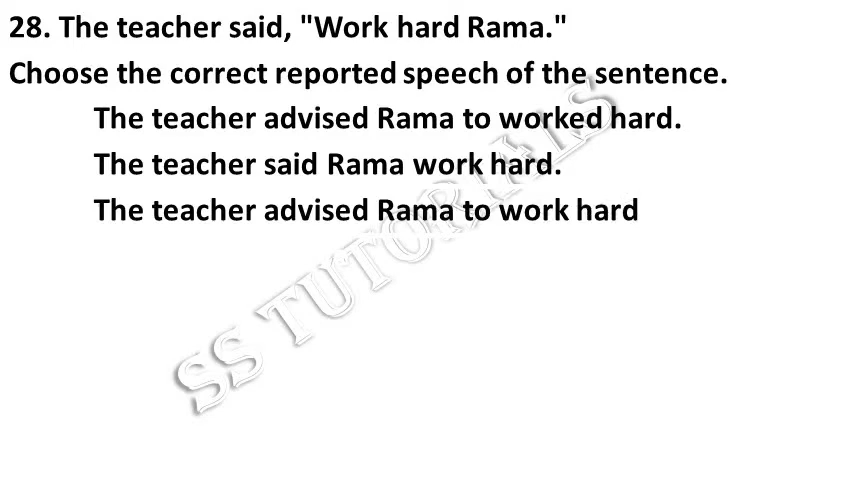 28. The teacher said, "Work hard Rama."
Choose the correct reported speech of the sentence.
The teacher advised Rama to worked hard.
The teacher said Rama work hard.
The teacher advised Rama to work hard
SS TUTORIALS